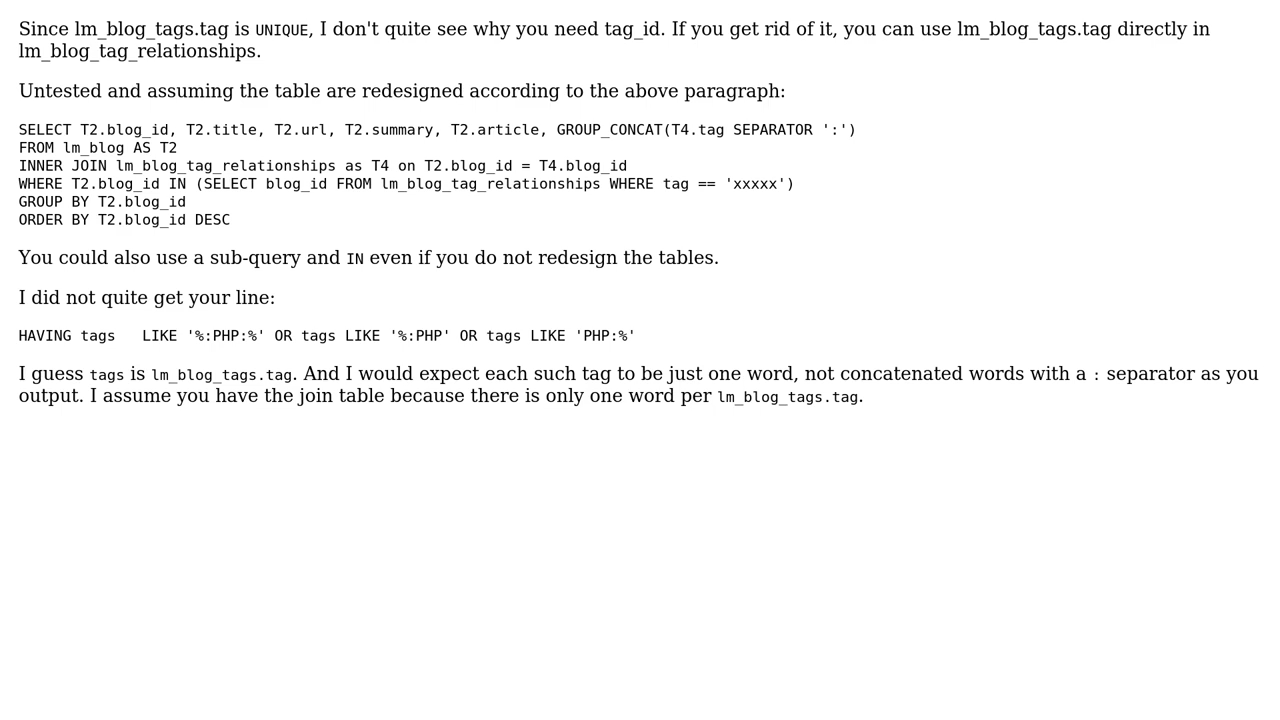 Since lm_blog_tags.tag is UNIQUE, I don't quite see why you need tag_id. If you get rid of it, you can use lm_blog_tags.tag directly in
lm_blog_tag_relationships.
Untested and assuming the table are redesigned according to the above paragraph:
SELECT T2.blog_id, T2.title, T2.url, T2.summary, T2.article, GROUP_CONCAT(T4.tag SEPARATOR ':')
FROM lm_blog AS T2
INNER JOIN lm_blog_tag_relationships as T4 on T2.blog_id = T4.blog_id
WHERE T2.blog_id IN (SELECT blog_id FROM lm_blog_tag_relationships WHERE tag == 'xxxxx')
GROUP BY T2.blog_id
ORDER BY T2.blog_id DESC
You could also use a sub-query and IN even if you do not redesign the tables.
I did not quite get your line:
HAVING tags   LIKE '%:PHP:%' OR tags LIKE '%:PHP' OR tags LIKE 'PHP:%'
I guess tags is lm_blog_tags.tag. And I would expect each such tag to be just one word, not concatenated words with a : separator as you
output. I assume you have the join table because there is only one word per lm_blog_tags.tag.